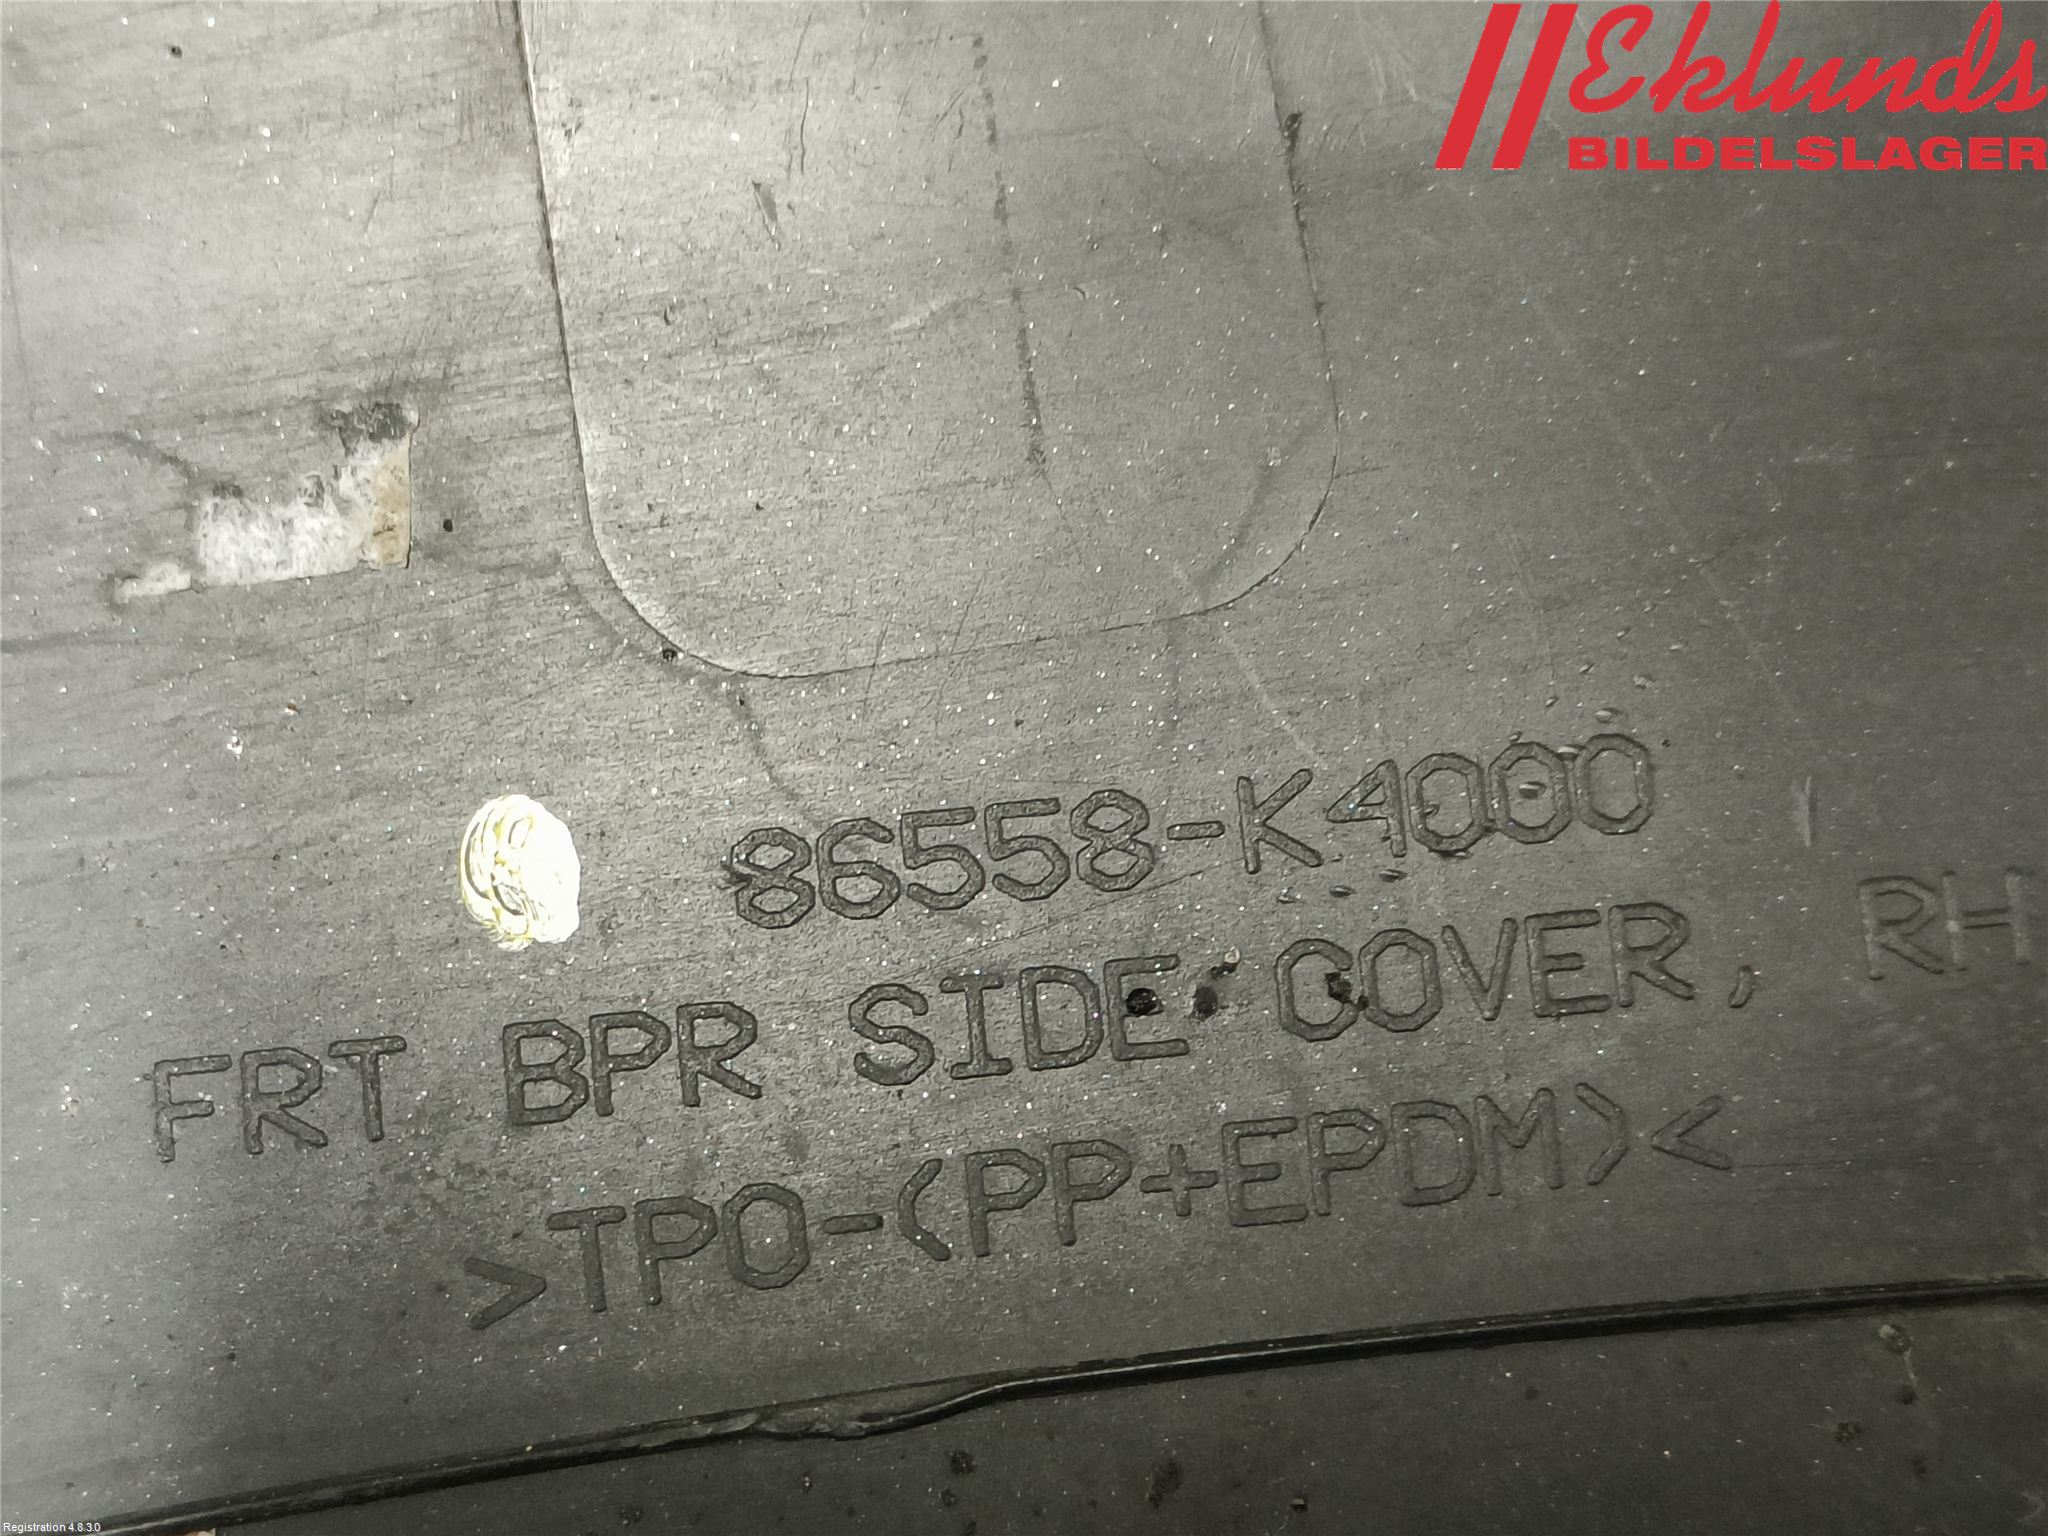 Eklunds
BILDELSLAGER
86558-K4000
FRT BPR SIDE COVER, RH
>TPO-(PP+EPDM)<
Registration 4.8.3.0